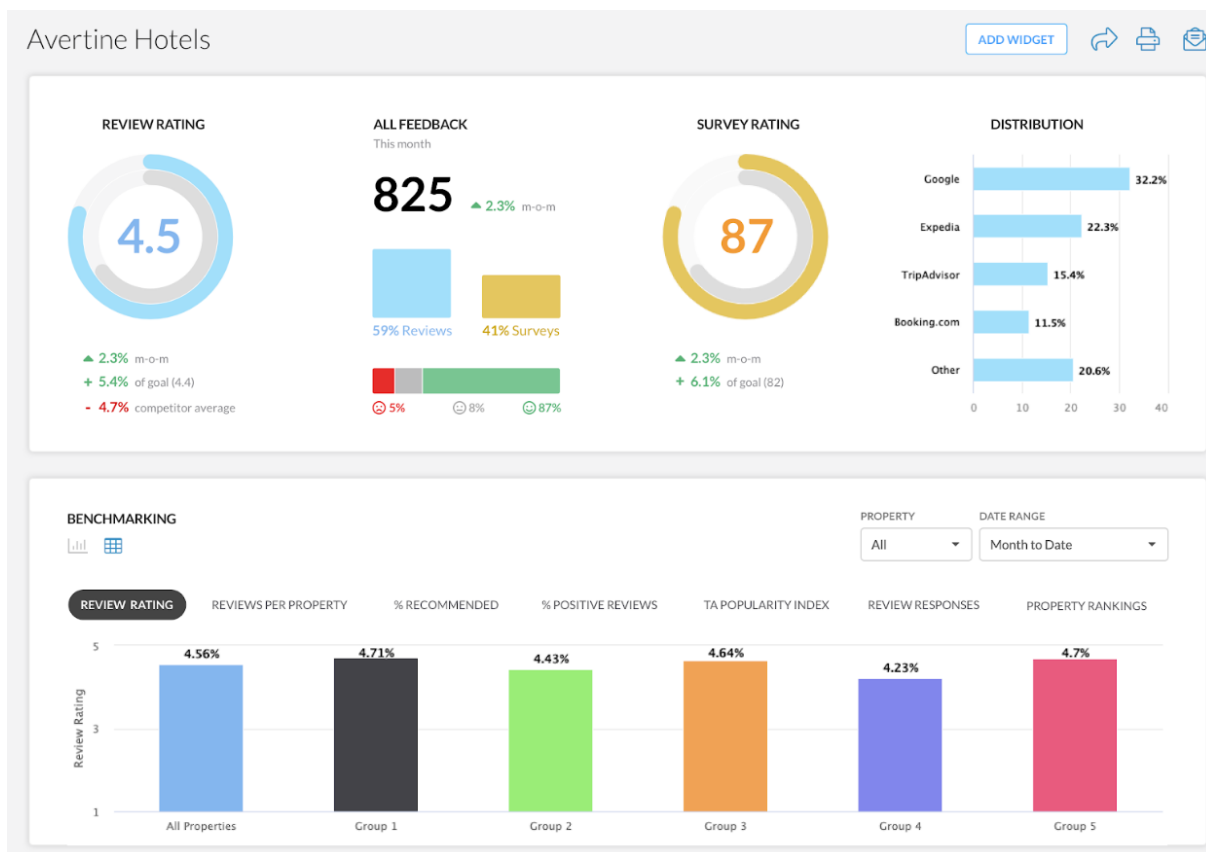 Avertine Hotels
ADD WIDGET
REVIEW RATING
4.5
2.3% m-o-m
+ 5.4% of goal (4.4)
- 4.7% competitor average
ALL FEEDBACK
This month
825 2.3% m-o-m
59% Reviews 41% Surveys
5% 8% 87%
SURVEY RATING
87
2.3% m-o-m
+ 6.1% of goal (82)
DISTRIBUTION
Google 32.2%
Expedia 22.3%
TripAdvisor 15.4%
Booking.com 11.5%
Other 20.6%
0 10 20 30 40
BENCHMARKING
PROPERTY
All
DATE RANGE
Month to Date
REVIEW RATING REVIEWS PER PROPERTY % RECOMMENDED % POSITIVE REVIEWS TA POPULARITY INDEX REVIEW RESPONSES PROPERTY RANKINGS
Review Rating
5
3
1
4.56% 4.71% 4.43% 4.64% 4.23% 4.7%
All Properties Group 1 Group 2 Group 3 Group 4 Group 5